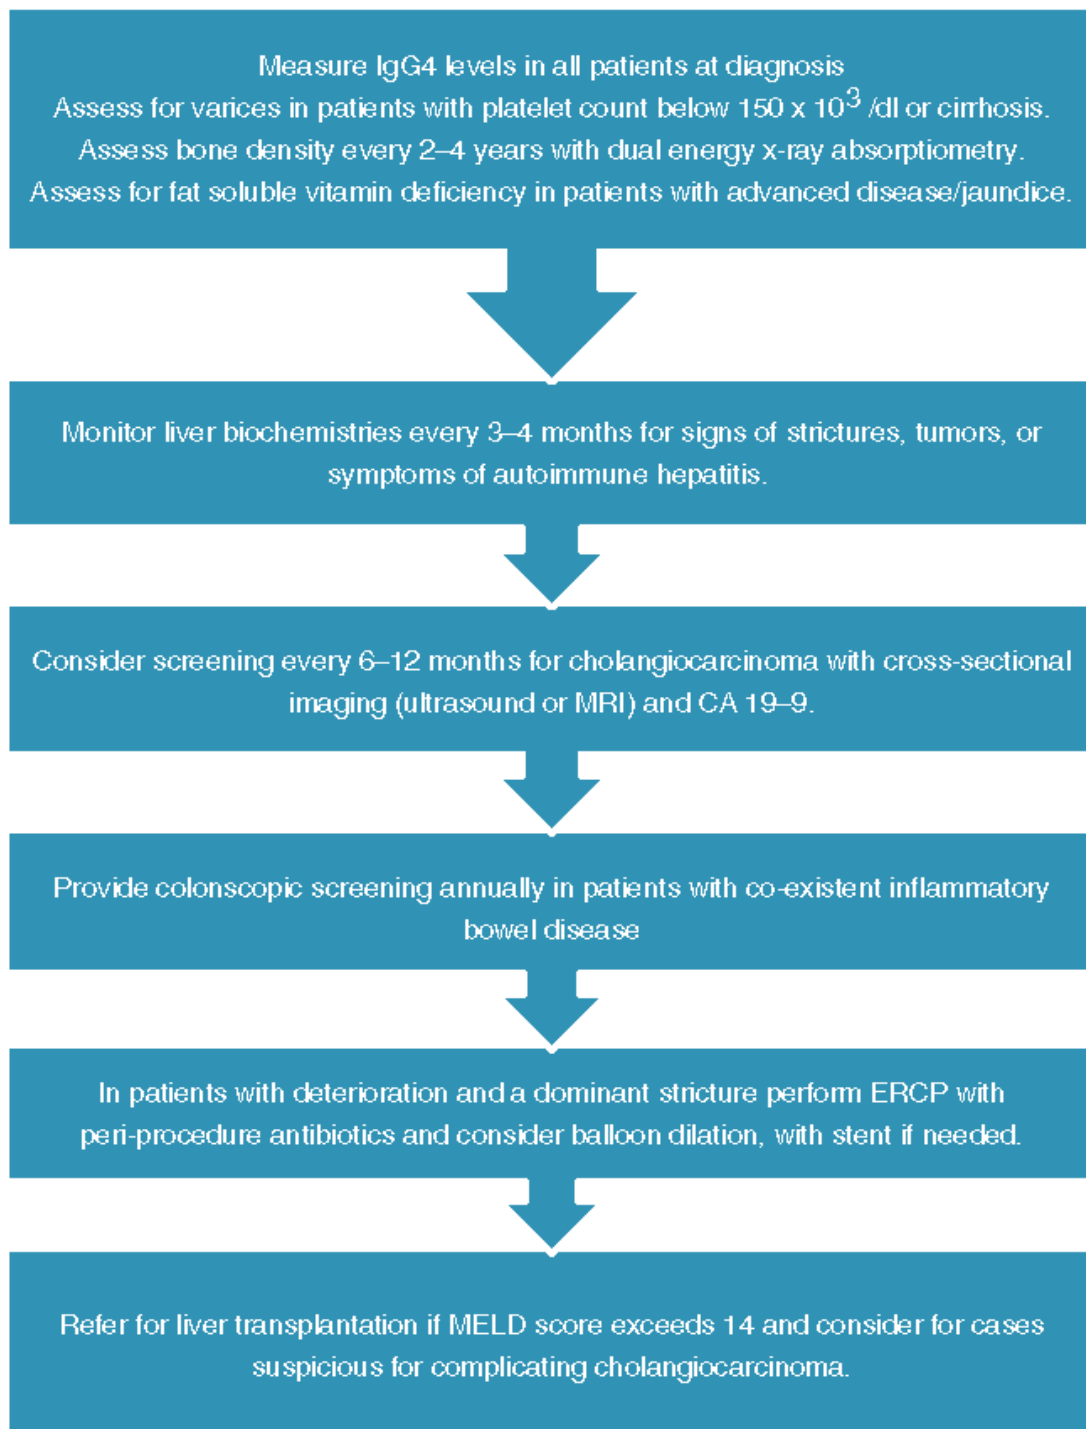 Measure IgG4 levels in all patients at diagnosis
Assess for varices in patients with platelet count below 150 x 10³ /dl or cirrhosis.
Assess bone density every 2–4 years with dual energy x-ray absorptiometry.
Assess for fat soluble vitamin deficiency in patients with advanced disease/jaundice.
Monitor liver biochemistries every 3–4 months for signs of strictures, tumors, or
symptoms of autoimmune hepatitis.
Consider screening every 6–12 months for cholangiocarcinoma with cross-sectional
imaging (ultrasound or MRI) and CA 19–9.
Provide colonscopic screening annually in patients with co-existent inflammatory
bowel disease
In patients with deterioration and a dominant stricture perform ERCP with
peri-procedure antibiotics and consider balloon dilation, with stent if needed.
Refer for liver transplantation if MELD score exceeds 14 and consider for cases
suspicious for complicating cholangiocarcinoma.